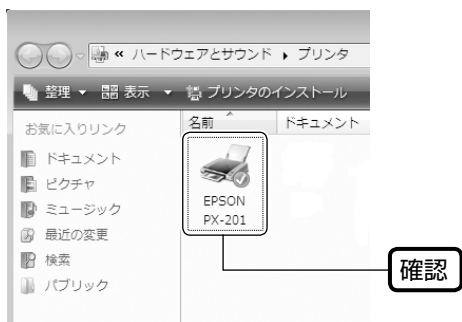 « ハードウェアとサウンド ▸ プリンタ
整理 ▼ 表示 ▼ プリンタのインストール
お気に入りリンク
ドキュメント
ピクチャ
ミュージック
最近の変更
検索
パブリック
名前 ドキュメント
EPSON
PX-201
確認